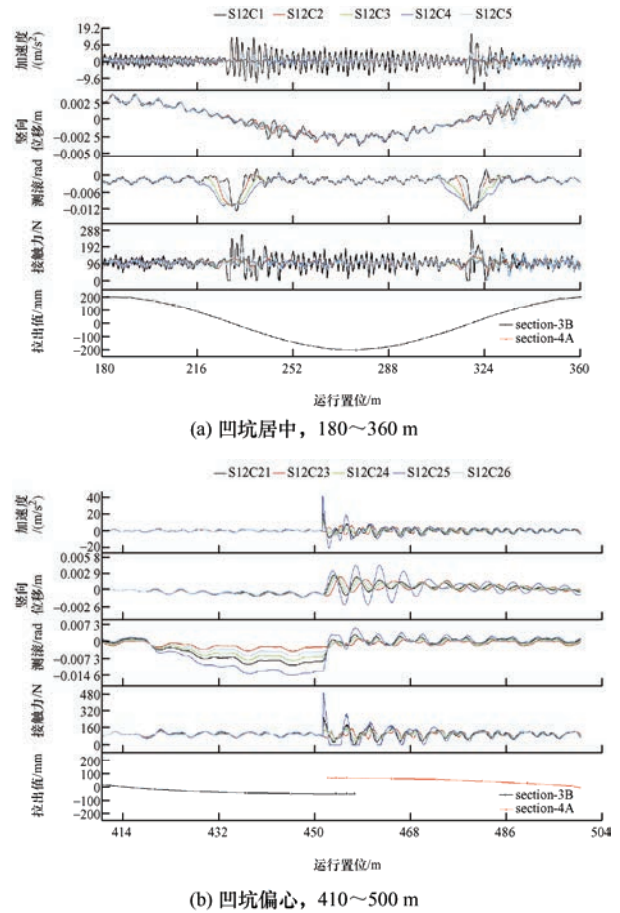 S12C1 S12C2 S12C3 S12C4 S12C5
加速度
/(m/s²)
19.2
9.6
0
-9.6
竖向
位移/m
0.002 5
0
-0.002 5
-0.005 0
测滚/rad
0
-0.006
-0.012
接触力/N
288
192
96
0
拉出值/mm
200
100
0
-100
-200
section-3B
section-4A
180 216 252 288 324 360
运行置位/m
(a) 凹坑居中，180～360 m
S12C21 S12C23 S12C24 S12C25 S12C26
加速度
/(m/s²)
40
20
0
-20
竖向
位移/m
0.005 8
0.002 9
0
-0.002 6
测滚/rad
0.007 3
0
-0.007 3
-0.014 6
接触力/N
480
320
160
0
拉出值/mm
200
100
0
-100
-200
section-3B
section-4A
414 432 450 468 486 504
运行置位/m
(b) 凹坑偏心，410～500 m